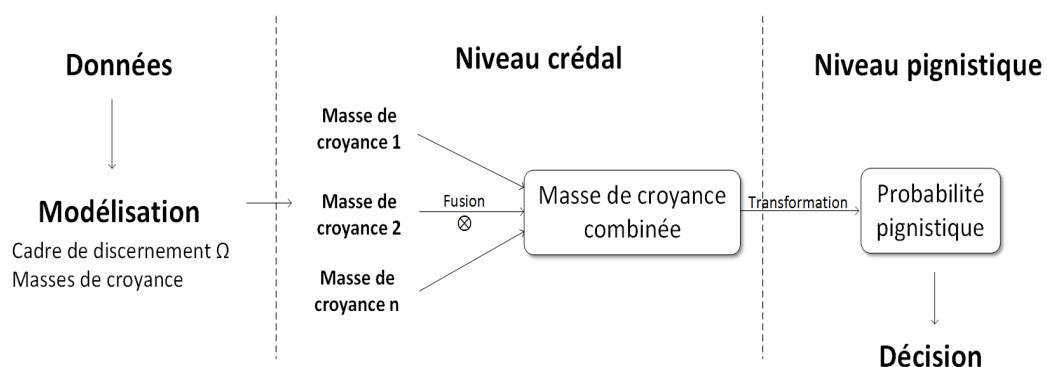 Données
Modélisation
Cadre de discernement Ω
Masses de croyance
Niveau crédal
Masse de
croyance 1
Masse de
croyance 2
Masse de
croyance n
Fusion
⊗
Masse de croyance
combinée
Transformation
Niveau pignistique
Probabilité
pignistique
Décision